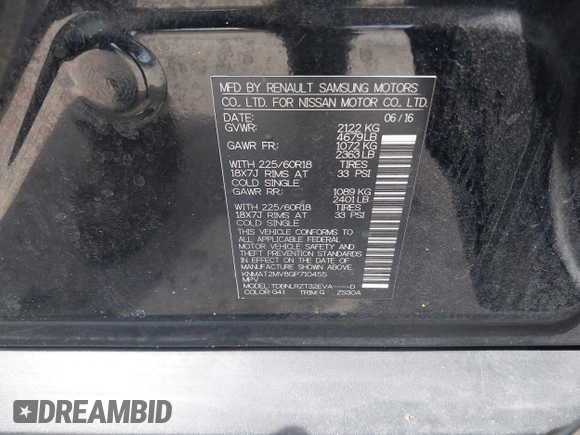 MFD BY RENAULT SAMSUNG MOTORS
CO., LTD. FOR NISSAN MOTOR CO., LTD.
DATE: 06/16
GVWR: 2122 KG
4679LB
GAWR FR: 1072 KG
2363LB
WITH 225/60R18 TIRES
18X7J RIMS AT 33 PSI
COLD SINGLE
GAWR RR: 1089 KG
2401LB
WITH 225/60R18 TIRES
18X7J RIMS AT 33 PSI
COLD SINGLE
THIS VEHICLE CONFORMS TO
ALL APPLICABLE FEDERAL
MOTOR VEHICLE SAFETY AND
THEFT PREVENTION STANDARDS
IN EFFECT ON THE DATE OF
MANUFACTURE SHOWN ABOVE.
KNMAT2MV8GP710455
MPV
MODEL: TDBNLRZT32EVA-----D
COLOR:G41 TRIM:G ZS30A
DREAMBID